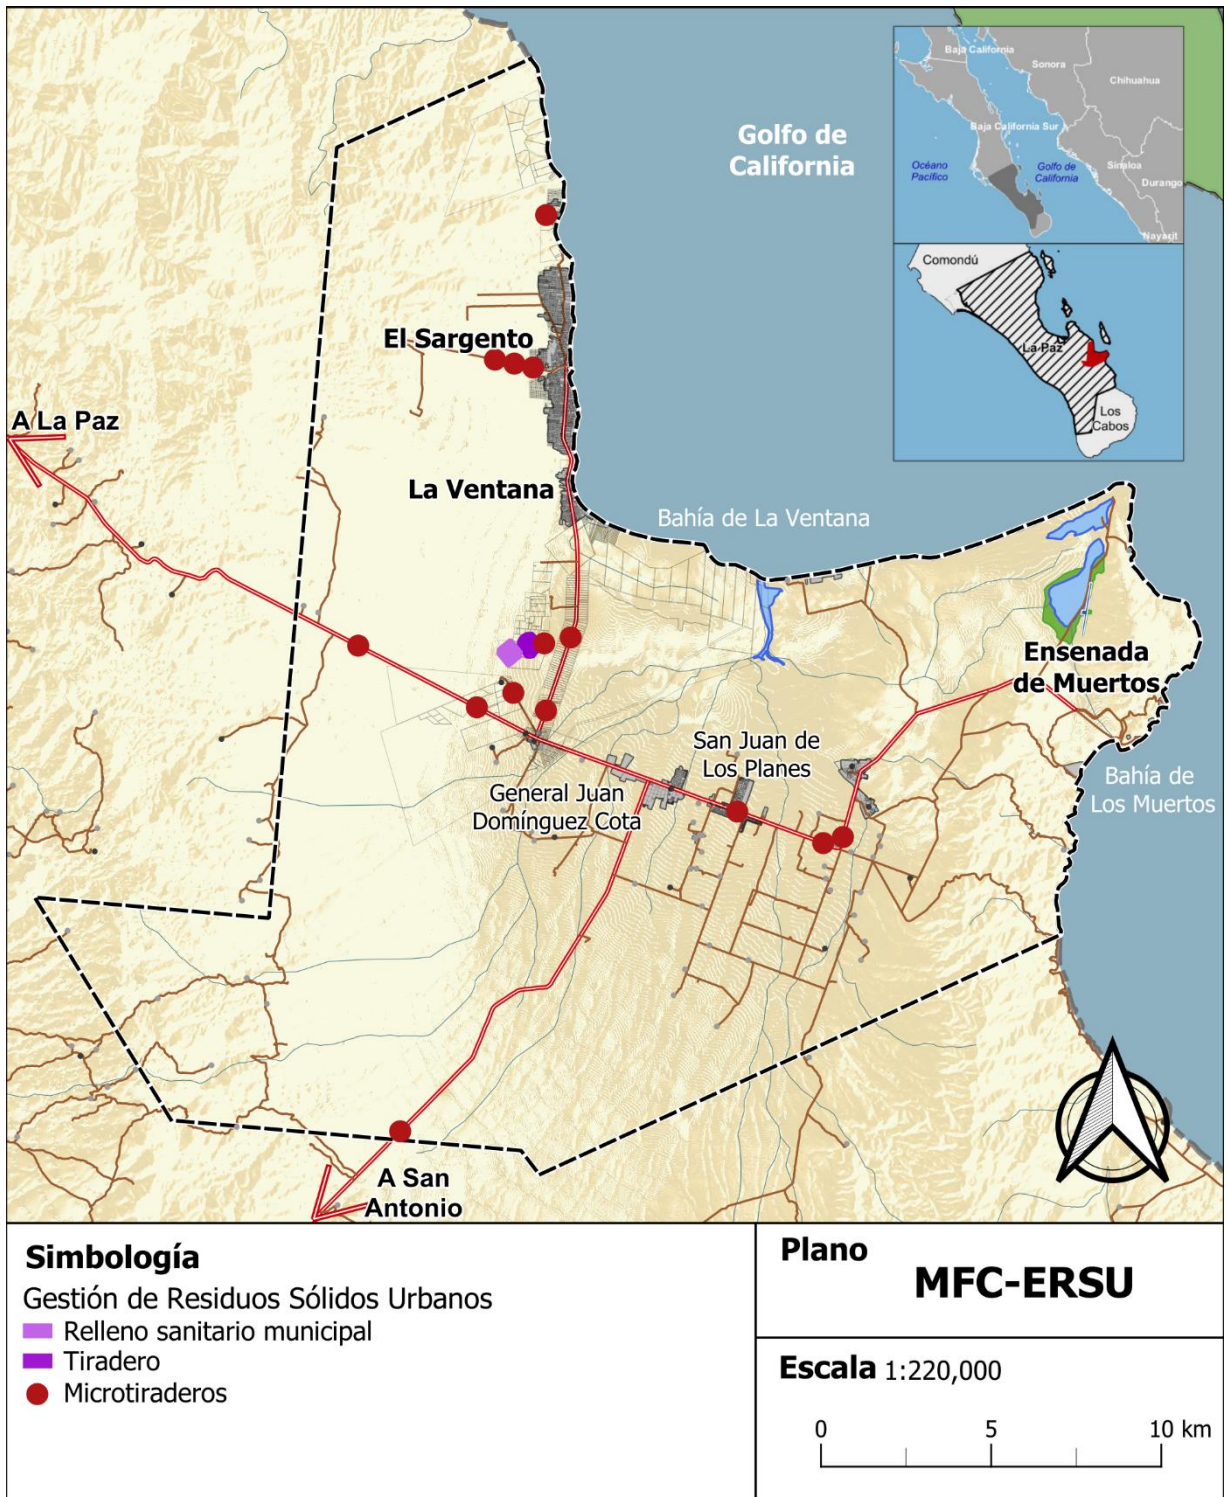 Golfo de
California
Baja California
Sonora
Chihuahua
Baja California Sur
Océano
Pacífico
Golfo de
California
Sinaloa
Durango
Nayarit
Comondú
La Paz
Los
Cabos
El Sargento
A La Paz
La Ventana
Bahía de La Ventana
Ensenada
de Muertos
San Juan de
Los Planes
General Juan
Domínguez Cota
Bahía de
Los Muertos
A San
Antonio
Simbología
Gestión de Residuos Sólidos Urbanos
Relleno sanitario municipal
Tiradero
Microtiraderos
Plano
MFC-ERSU
Escala 1:220,000
0 5 10 km